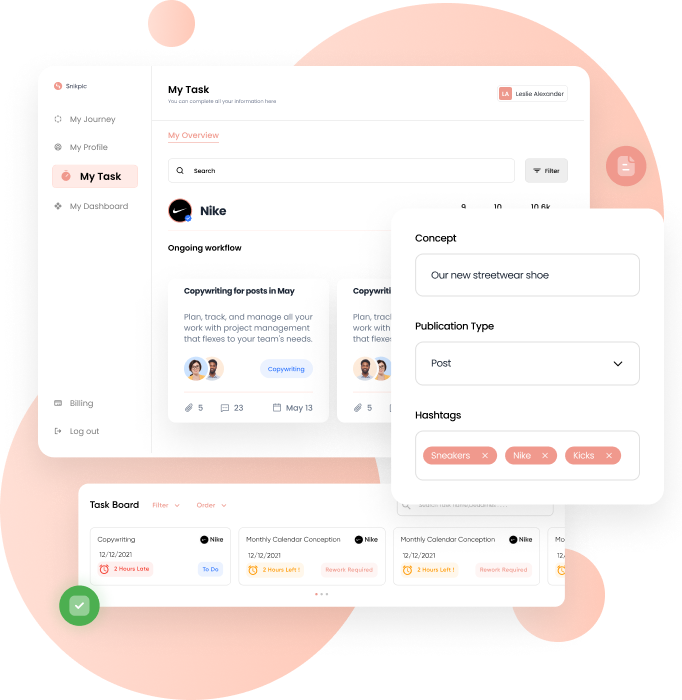 Snikpic
My Journey
My Profile
My Task
My Dashboard
Billing
Log out
My Task
You can complete all your information here
LA
Leslie Alexander
My Overview
Search
Filter
Nike
9
10
10.6k
Ongoing workflow
Copywriting for posts in May
Plan, track, and manage all your
work with project management
that flexes to your team's needs.
Copywriting
5
23
May 13
Copywriti
Plan, track
work with
that flexes
5
Concept
Our new streetwear shoe
Publication Type
Post
Hashtags
Sneakers
Nike
Kicks
Task Board
Filter
Order
Copywriting
Nike
12/12/2021
2 Hours Late
To Do
Monthly Calendar Conception
Nike
12/12/2021
2 Hours Left !
Rework Required
Monthly Calendar Conception
Nike
12/12/2021
2 Hours Left !
Rework Required
Mo
12/